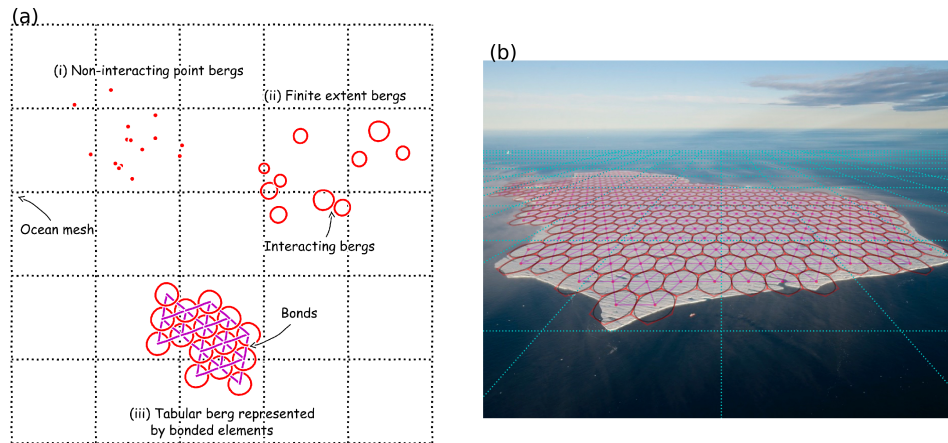 (a)
(i) Non-interacting point bergs
(ii) Finite extent bergs
Ocean mesh
Interacting bergs
Bonds
(iii) Tabular berg represented
by bonded elements
(b)